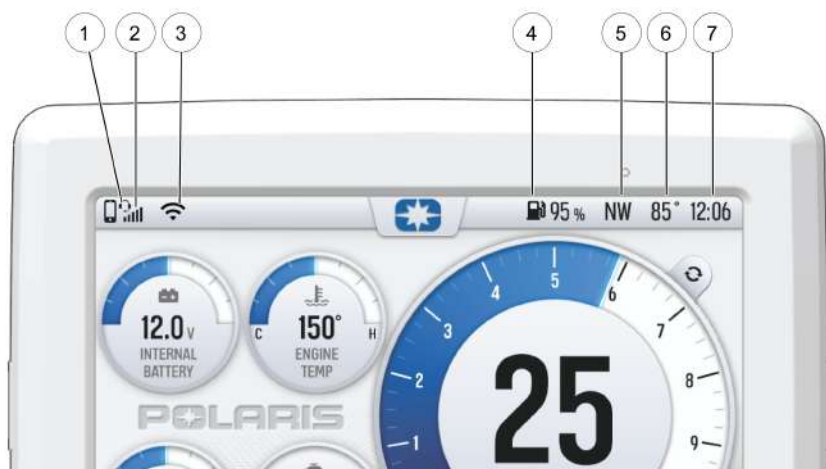 1 2 3 4 5 6 7
95 % NW 85° 12:06
12.0 V
INTERNAL
BATTERY
C 150° H
ENGINE
TEMP
POLARIS
1 2 3 4 5 6 7 8 9
25